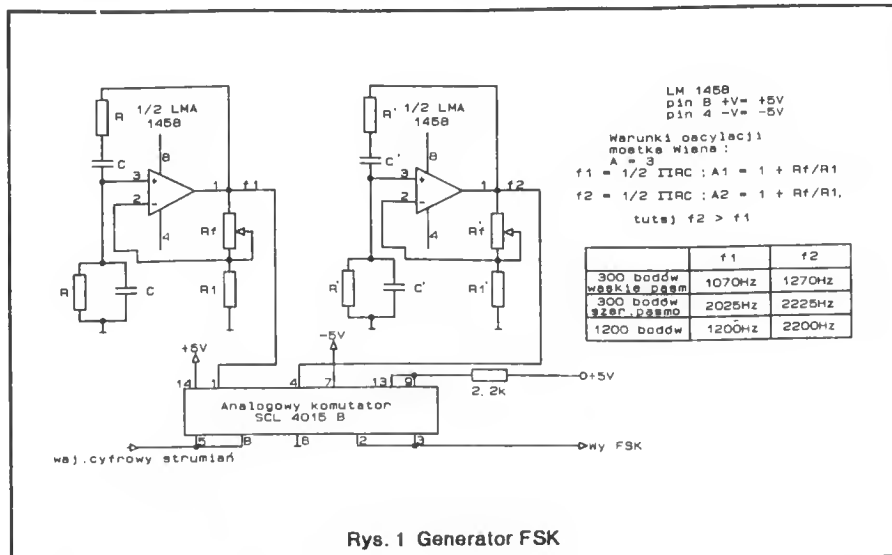 1/2 LMA
1458
R
C
8
3
2
1
f1
4
Rf
R
C
R1
1/2 LMA
1458
R'
C'
8
3
2
1
f2
4
Rf'
R'
C'
R1'
LM 1458
pin 8 +V= +5V
pin 4 -V= -5V
Warunki oscylacji
mostka Wiena:
A = 3
f1 = 1/2 ΠRC ; A1 = 1 + Rf/R1
f2 = 1/2 ΠRC ; A2 = 1 + Rf/R1,
tutaj f2 > f1
f1 f2
300 bodów wąskie pasm 1070Hz 1270Hz
300 bodów szer.pasmo 2025Hz 2225Hz
1200 bodów 1200Hz 2200Hz
+5V
-5V
14 1 4 7 13 9
2.2k
+5V
Analogowy komutator
SCL 4015 B
5 8 6 2 3
waj.cyfrowy strumiań
Wy FSK
Rys. 1 Generator FSK